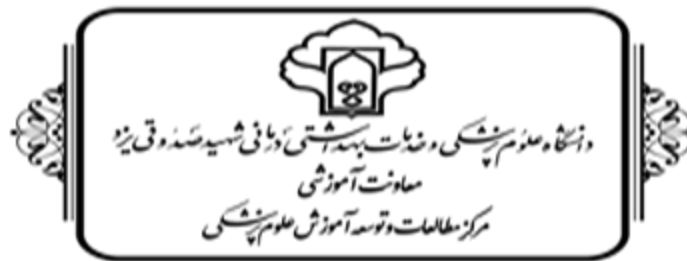 دانشگاه علوم پزشکی و خدمات بهداشتی درمانی شهید صدوقی یزد
معاونت آموزشی
مرکز مطالعات و توسعه آموزش علوم پزشکی